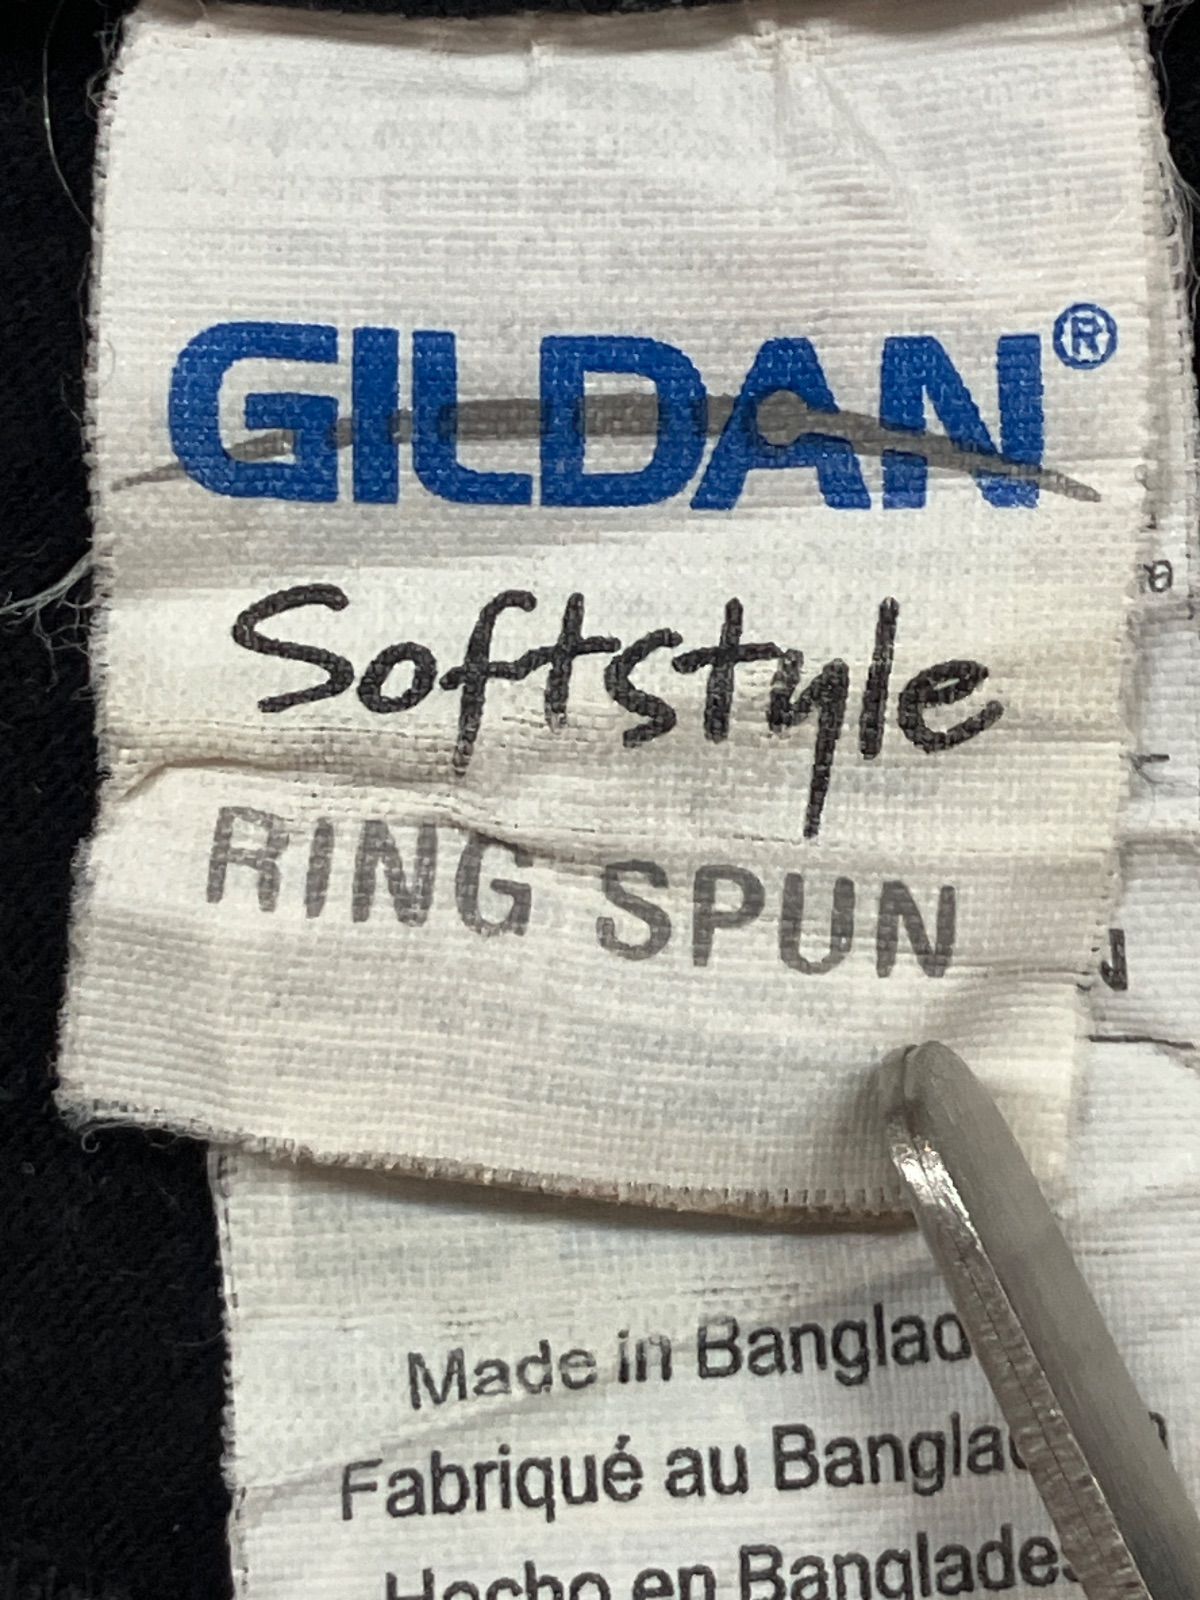 GILDAN®
Softstyle
RING SPUN
Made in Banglad
Fabriqué au Banglad
Hecho en Banglades